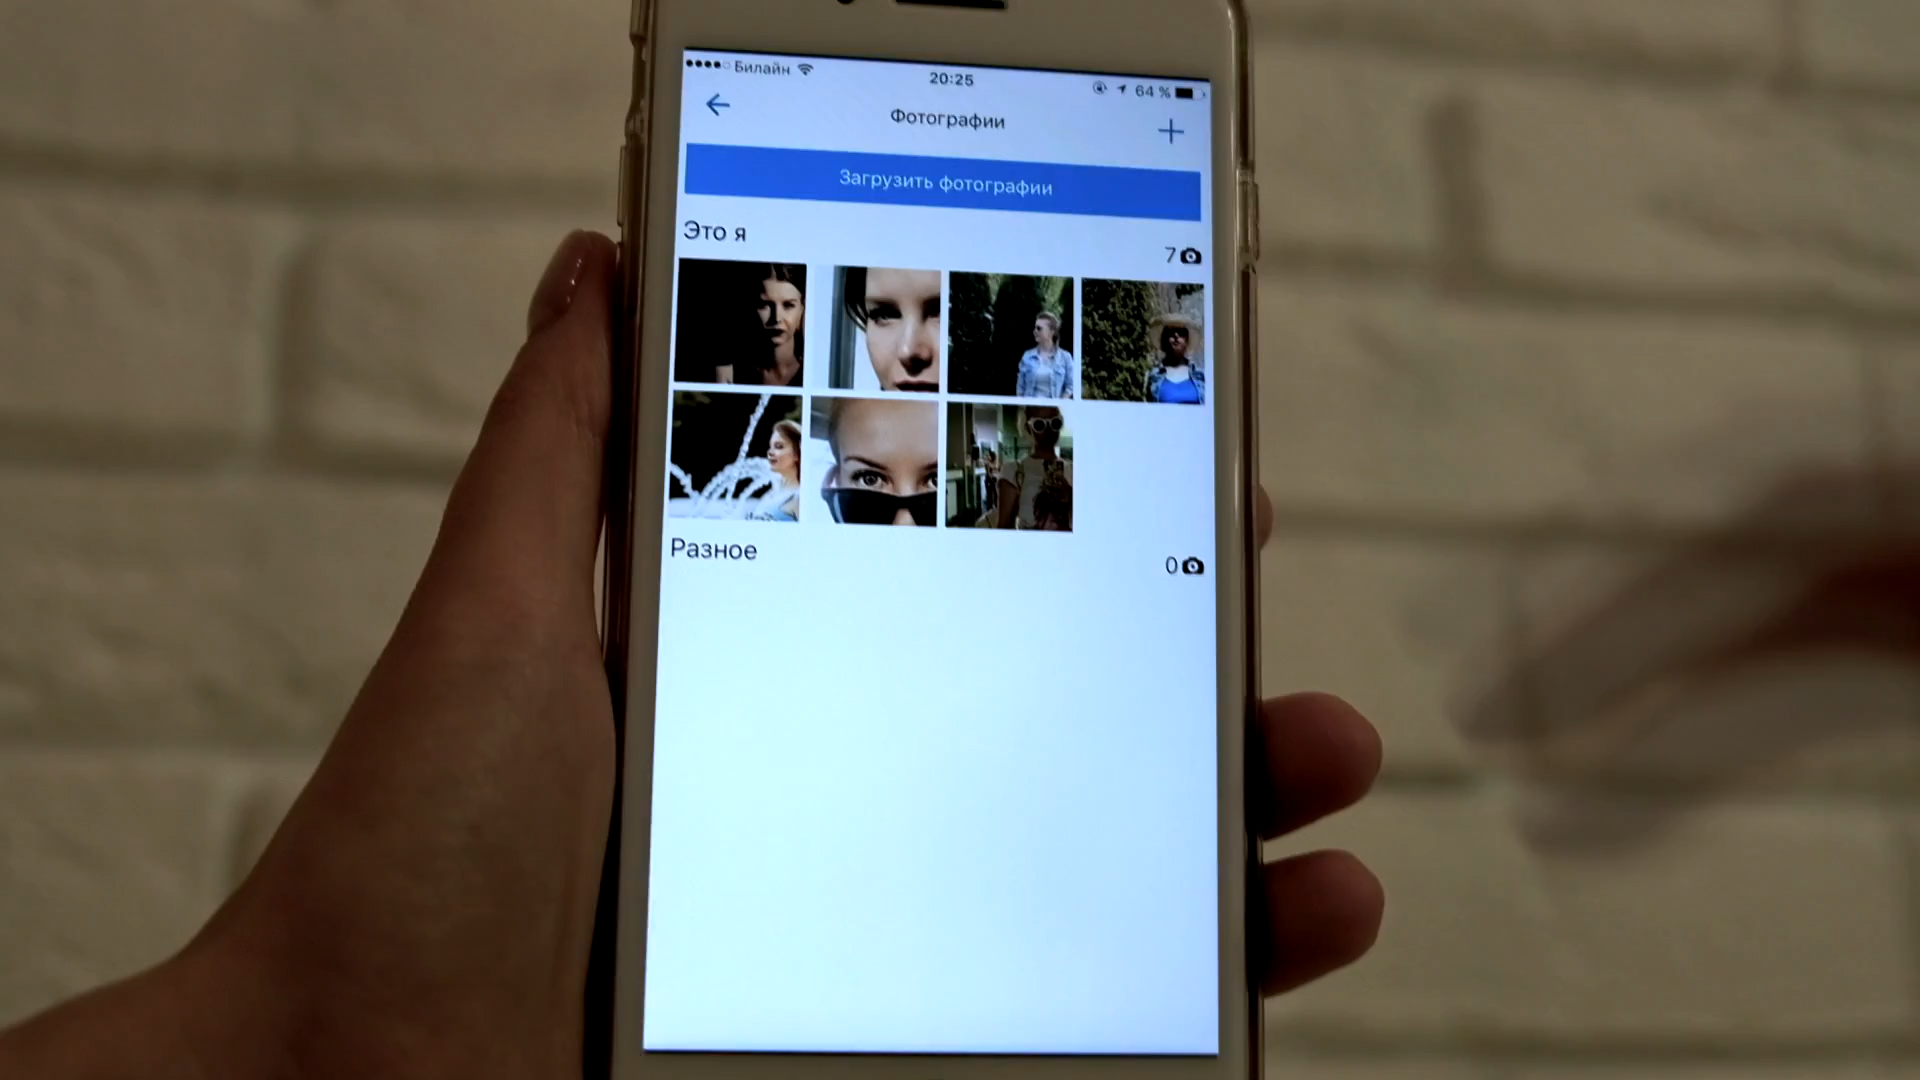 Билайн 20:25 64 %
Фотографии
Загрузить фотографии
Это я
7
Разное
0